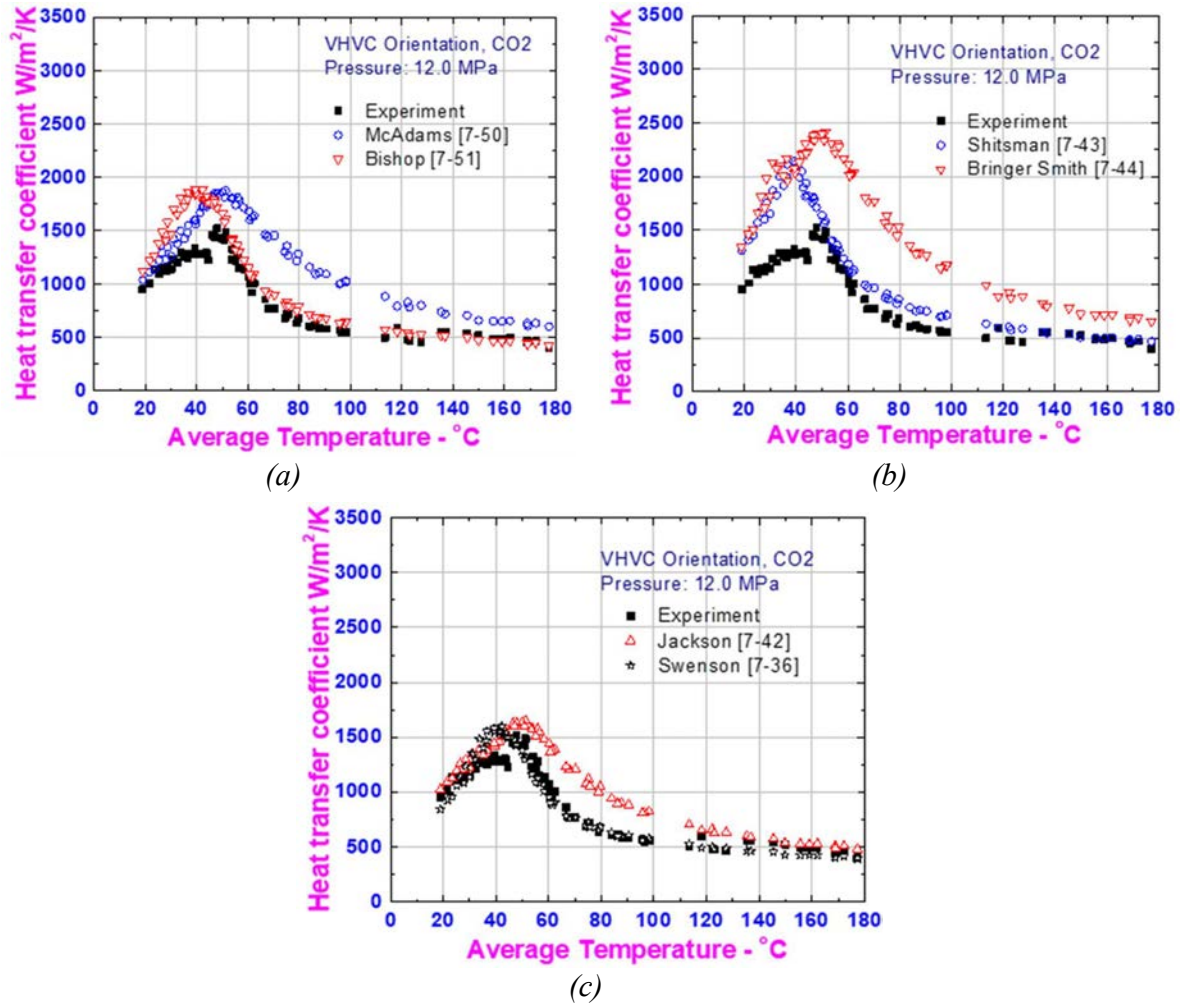 Heat transfer coefficient W/m²/K
3500
3000
2500
2000
1500
1000
500
0
VHVC Orientation, CO2
Pressure: 12.0 MPa
Experiment
McAdams [7-50]
Bishop [7-51]
0 20 40 60 80 100 120 140 160 180
Average Temperature - °C
(a)
Heat transfer coefficient W/m²/K
3500
3000
2500
2000
1500
1000
500
0
VHVC Orientation, CO2
Pressure: 12.0 MPa
Experiment
Shitsman [7-43]
Bringer Smith [7-44]
0 20 40 60 80 100 120 140 160 180
Average Temperature - °C
(b)
Heat transfer coefficient W/m²/K
3500
3000
2500
2000
1500
1000
500
0
VHVC Orientation, CO2
Pressure: 12.0 MPa
Experiment
Jackson [7-42]
Swenson [7-36]
0 20 40 60 80 100 120 140 160 180
Average Temperature - °C
(c)